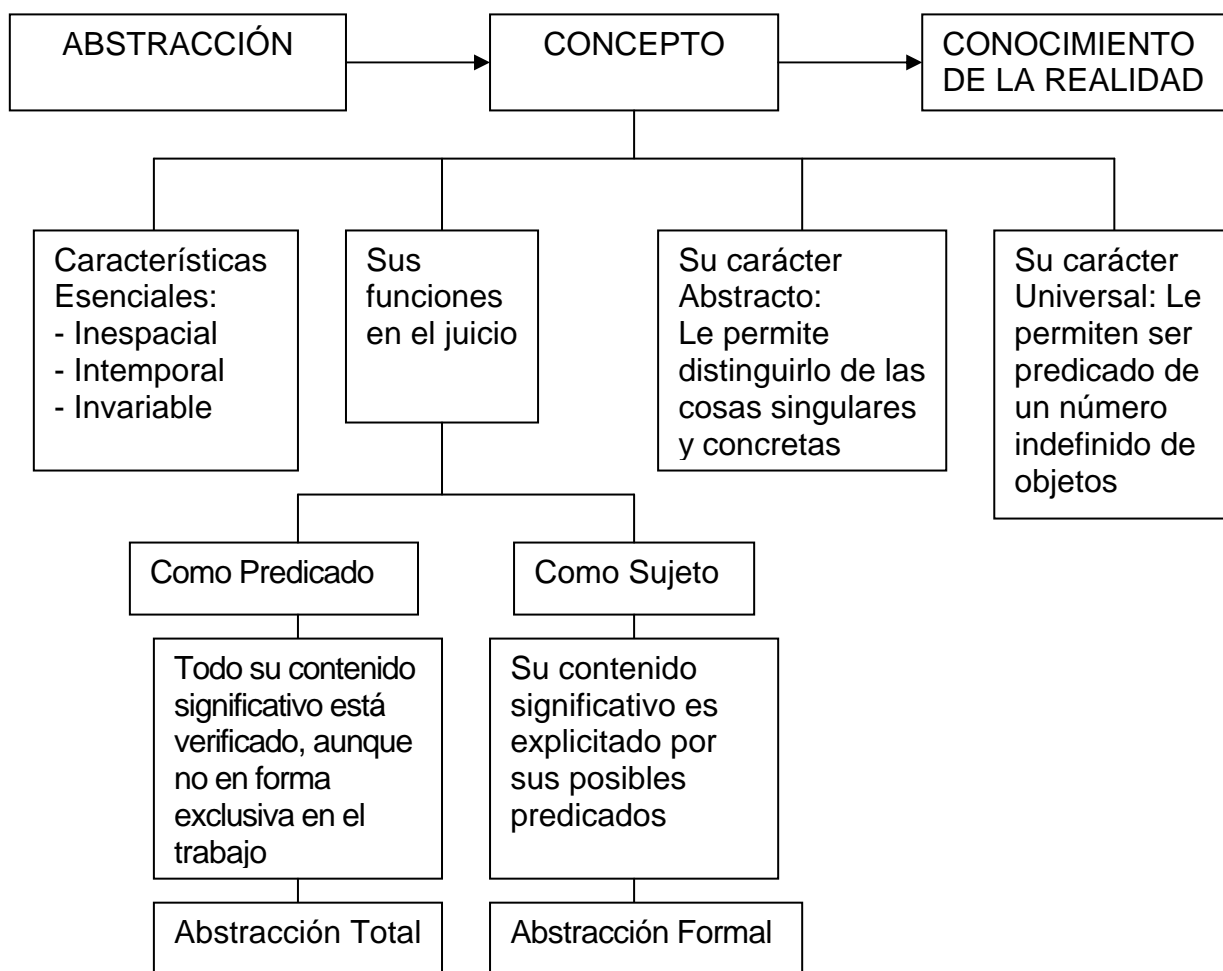 ABSTRACCIÓN
CONCEPTO
CONOCIMIENTO
DE LA REALIDAD
Características
Esenciales:
- Inespacial
- Intemporal
- Invariable
Sus
funciones
en el juicio
Su carácter
Abstracto:
Le permite
distinguirlo de las
cosas singulares
y concretas
Su carácter
Universal: Le
permiten ser
predicado de
un número
indefinido de
objetos
Como Predicado
Como Sujeto
Todo su contenido
significativo está
verificado, aunque
no en forma
exclusiva en el
trabajo
Su contenido
significativo es
explicitado por
sus posibles
predicados
Abstracción Total
Abstracción Formal